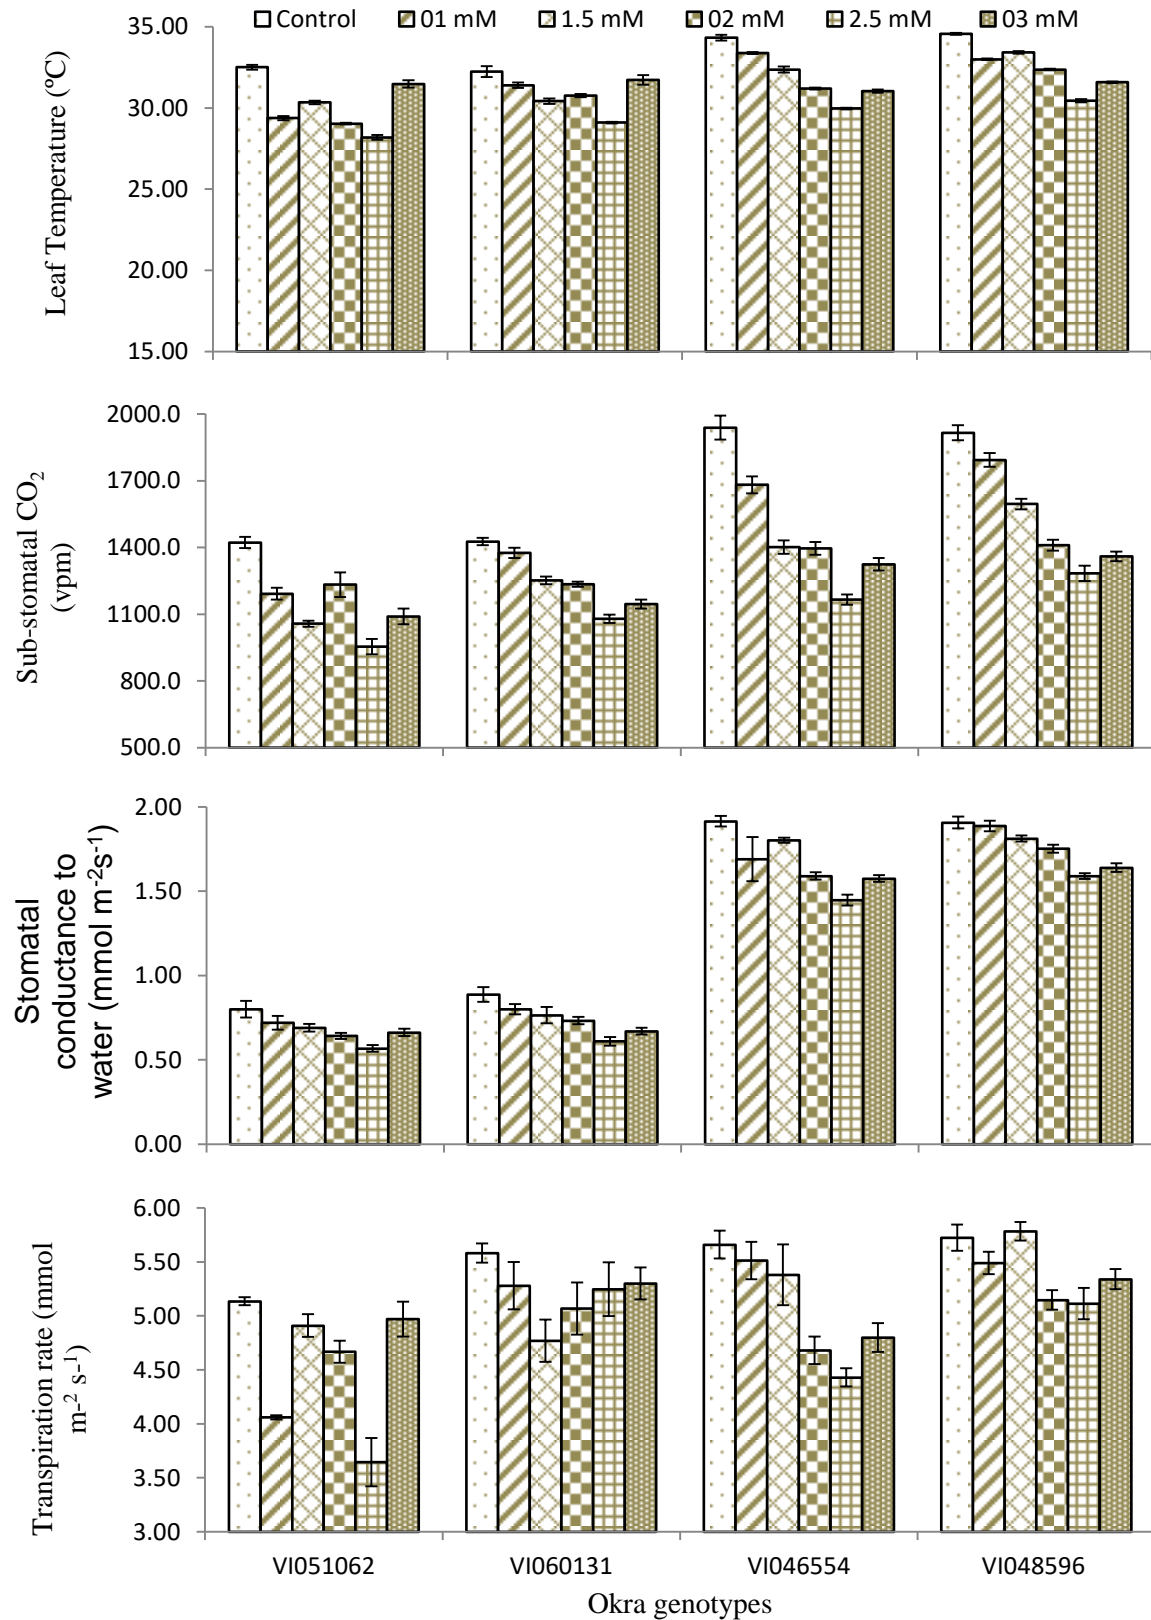 Control 01 mM 1.5 mM 02 mM 2.5 mM 03 mM
Leaf Temperature (ºC)
35.00
30.00
25.00
20.00
15.00
Sub-stomatal CO2
(vpm)
2000.0
1700.0
1400.0
1100.0
800.0
500.0
Stomatal
conductance to
water (mmol m-2s-1)
2.00
1.50
1.00
0.50
0.00
Transpiration rate (mmol
m-2 s-1)
6.00
5.50
5.00
4.50
4.00
3.50
3.00
VI051062 VI060131 VI046554 VI048596
Okra genotypes